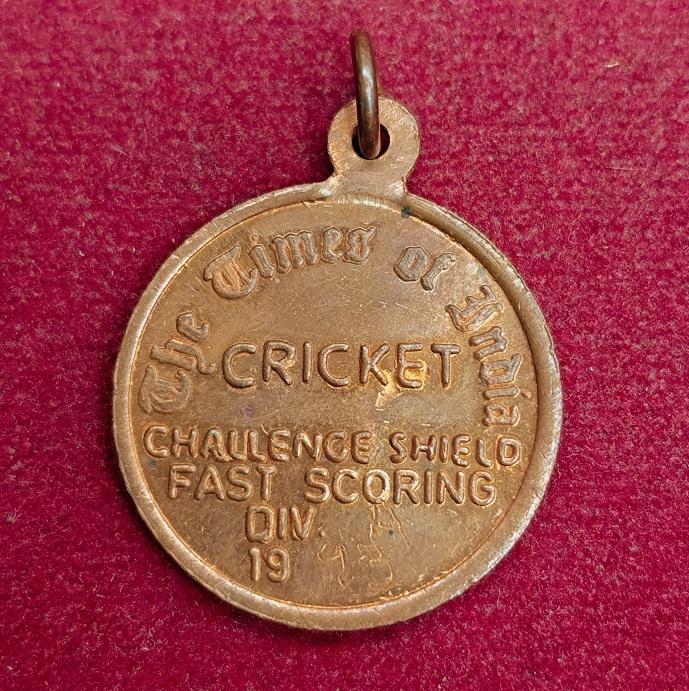 The Times of India
CRICKET
CHALLENGE SHIELD
FAST SCORING
DIV.
19